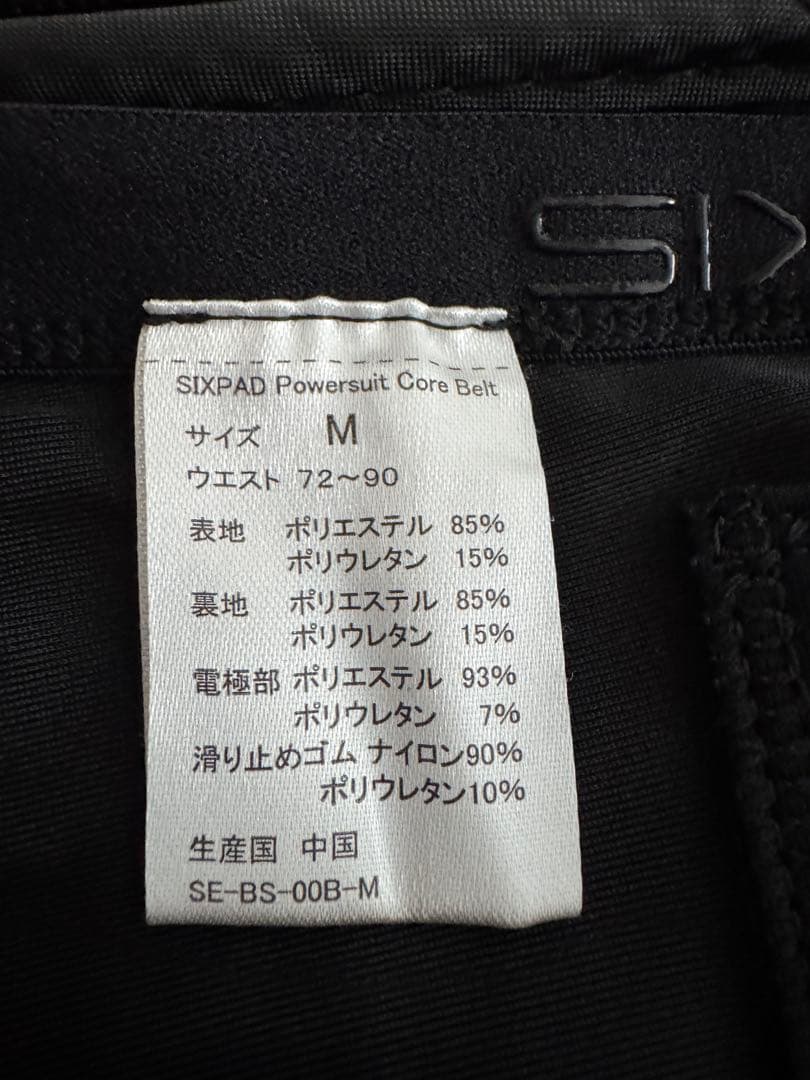 SIXPAD Powersuit Core Belt
サイズ M
ウエスト 72～90
表地 ポリエステル 85%
ポリウレタン 15%
裏地 ポリエステル 85%
ポリウレタン 15%
電極部 ポリエステル 93%
ポリウレタン 7%
滑り止めゴム ナイロン90%
ポリウレタン10%
生産国 中国
SE-BS-00B-M